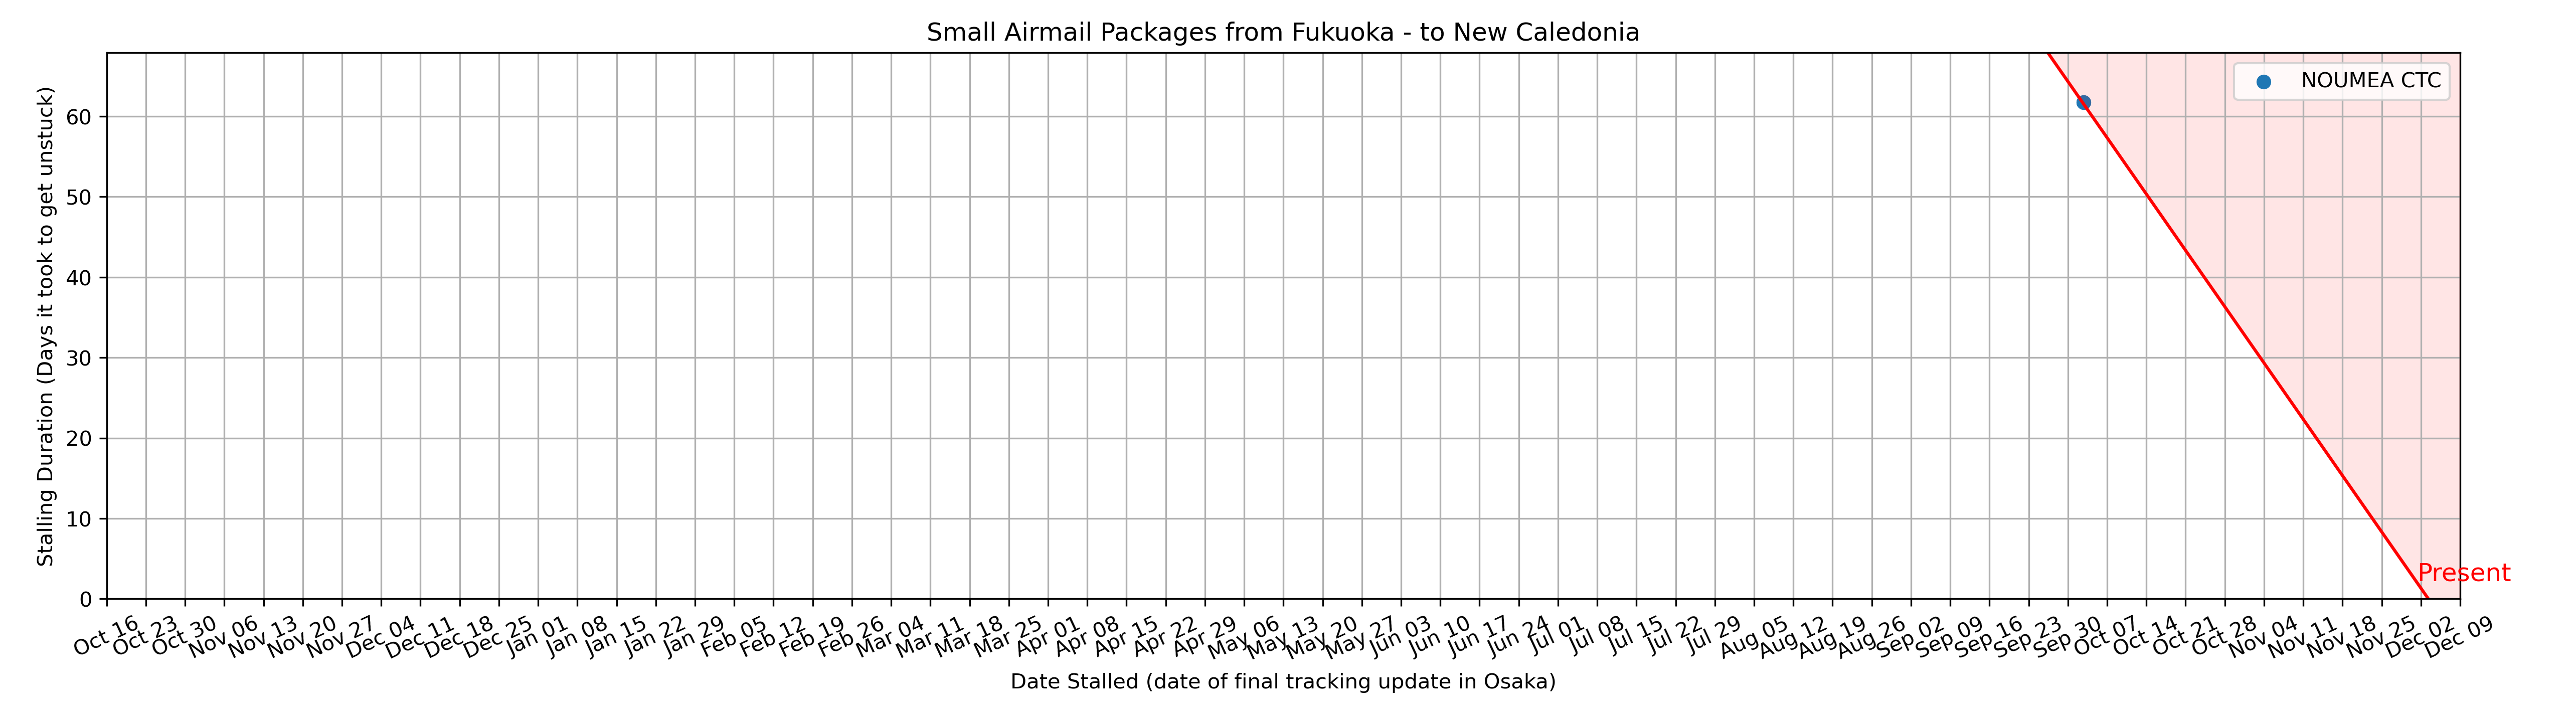 Small Airmail Packages from Fukuoka - to New Caledonia
NOUMEA CTC
Stalling Duration (Days it took to get unstuck)
60
50
40
30
20
10
0
Present
Oct 16 Oct 23 Oct 30 Nov 06 Nov 13 Nov 20 Nov 27 Dec 04 Dec 11 Dec 18 Dec 25 Jan 01 Jan 08 Jan 15 Jan 22 Jan 29 Feb 05 Feb 12 Feb 19 Feb 26 Mar 04 Mar 11 Mar 18 Mar 25 Apr 01 Apr 08 Apr 15 Apr 22 Apr 29 May 06 May 13 May 20 May 27 Jun 03 Jun 10 Jun 17 Jun 24 Jul 01 Jul 08 Jul 15 Jul 22 Jul 29 Aug 05 Aug 12 Aug 19 Aug 26 Sep 02 Sep 09 Sep 16 Sep 23 Sep 30 Oct 07 Oct 14 Oct 21 Oct 28 Nov 04 Nov 11 Nov 18 Nov 25 Dec 02 Dec 09
Date Stalled (date of final tracking update in Osaka)